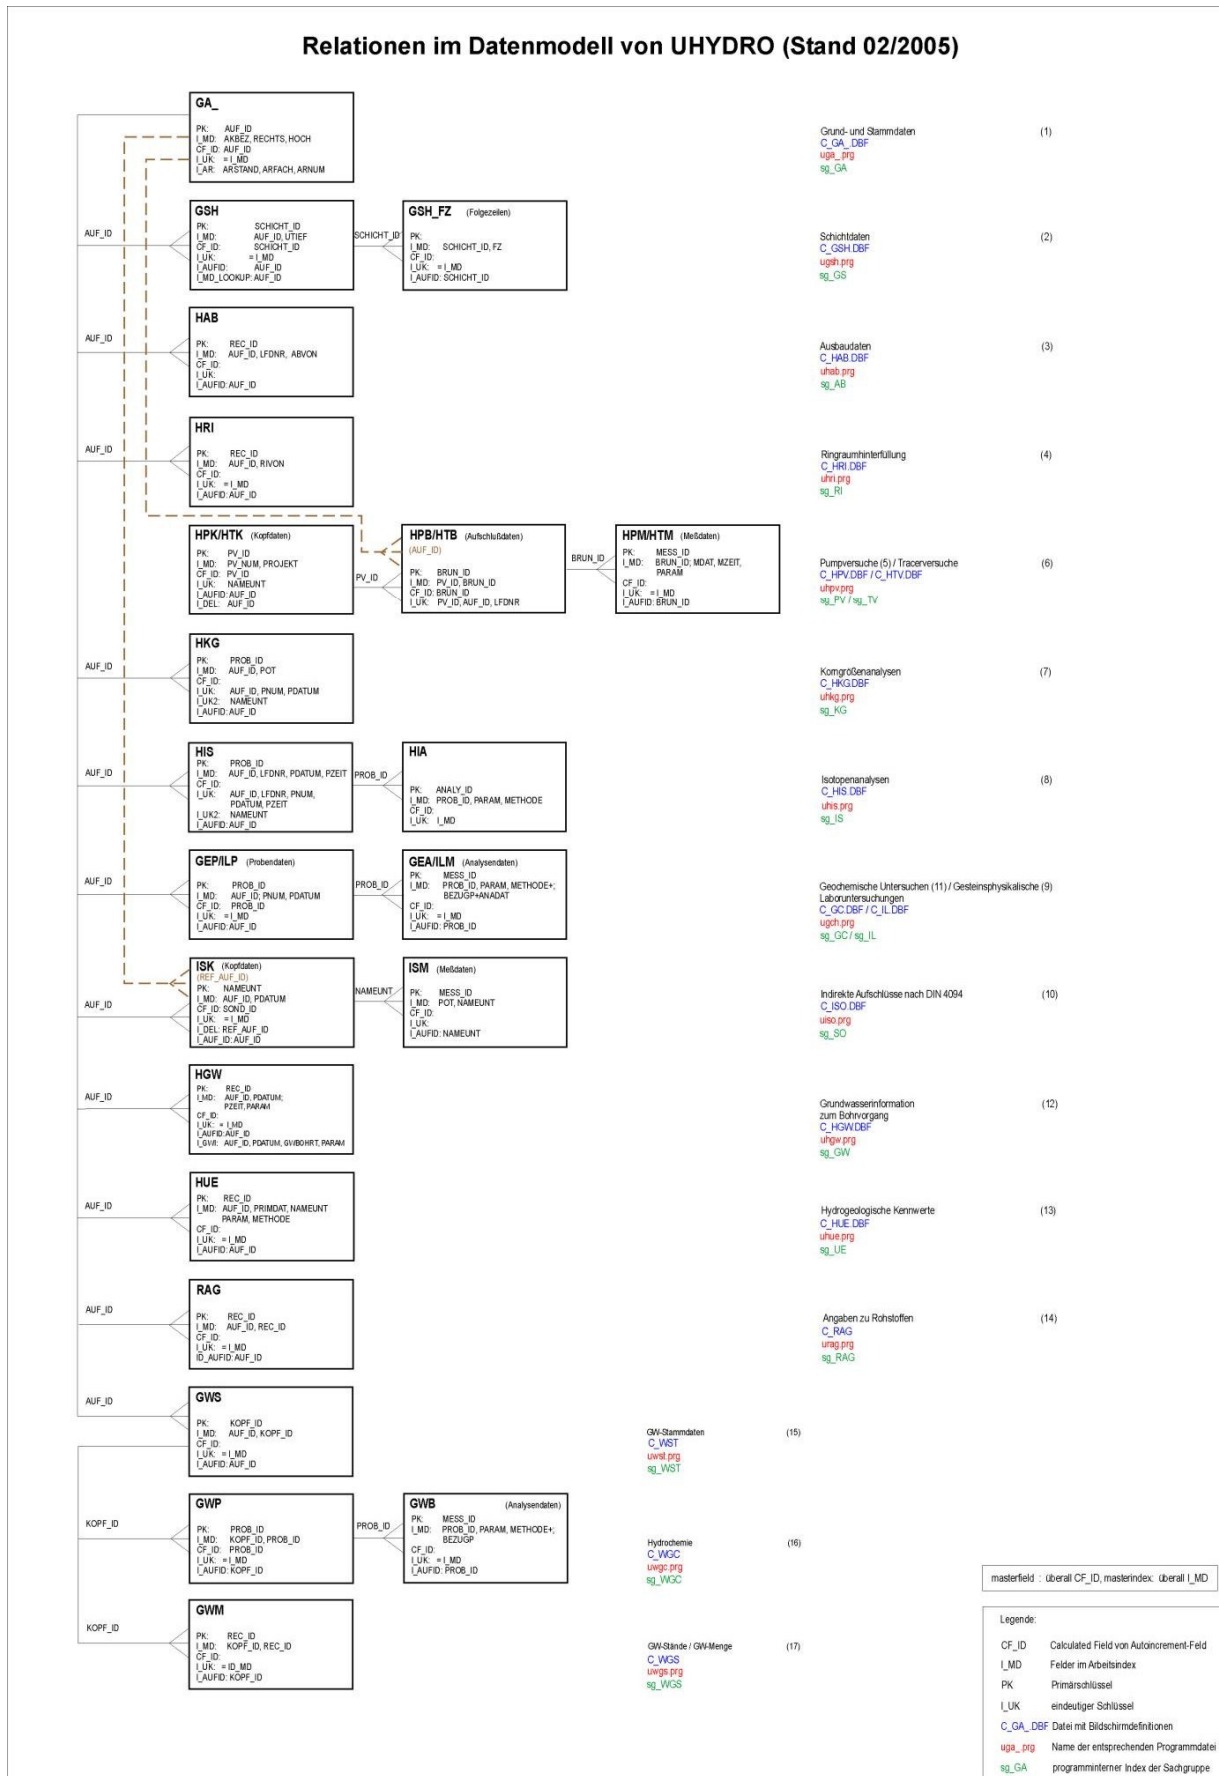 Relationen im Datenmodell von UHYDRO (Stand 02/2005)
GA_
PK: AUF_ID
I_MD: AKBEZ, RECHTS, HOCH
CF_ID: AUF_ID
I_UK: = I_MD
I_AR: ARSTAND, ARFACH, ARNUM
Grund- und Stammdaten (1)
C_GA_.DBF
uga_.prg
sg_GA
AUF_ID
GSH
PK: SCHICHT_ID
I_MD: AUF_ID, UTIEF
CF_ID: SCHICHT_ID
I_UK: = I_MD
I_AUFID: AUF_ID
I_MD_LOOKUP: AUF_ID
SCHICHT_ID
GSH_FZ (Folgezeilen)
PK:
I_MD: SCHICHT_ID, FZ
CF_ID:
I_UK: = I_MD
I_AUFID: SCHICHT_ID
Schichtdaten (2)
C_GSH.DBF
ugsh.prg
sg_GS
AUF_ID
HAB
PK: REC_ID
I_MD: AUF_ID, LFDNR, ABVON
CF_ID:
I_UK:
I_AUFID: AUF_ID
Ausbaudaten (3)
C_HAB.DBF
uhab.prg
sg_AB
AUF_ID
HRI
PK: REC_ID
I_MD: AUF_ID, RIVON
CF_ID:
I_UK: = I_MD
I_AUFID: AUF_ID
Ringraumhinterfüllung (4)
C_HRI.DBF
uhri.prg
sg_RI
HPK/HTK (Kopfdaten)
PK: PV_ID
I_MD: PV_NUM, PROJEKT
CF_ID: PV_ID
I_UK: NAMEUNT
I_AUFID: AUF_ID
I_DEL: AUF_ID
PV_ID
HPB/HTB (Aufschlußdaten)
(AUF_ID)
PK: BRUN_ID
I_MD: PV_ID, BRUN_ID
CF_ID: BRUN_ID
I_UK: PV_ID, AUF_ID, LFDNR
BRUN_ID
HPM/HTM (Meßdaten)
PK: MESS_ID
I_MD: BRUN_ID; MDAT, MZEIT,
PARAM
CF_ID:
I_UK: = I_MD
I_AUFID: BRUN_ID
Pumpversuche (5) / Tracerversuche (6)
C_HPV.DBF / C_HTV.DBF
uhpv.prg
sg_PV / sg_TV
AUF_ID
HKG
PK: PROB_ID
I_MD: AUF_ID, POT
CF_ID:
I_UK: AUF_ID, PNUM, PDATUM
I_UK2: NAMEUNT
I_AUFID: AUF_ID
Korngrößenanalysen (7)
C_HKG.DBF
uhkg.prg
sg_KG
AUF_ID
HIS
PK: PROB_ID
I_MD: AUF_ID, LFDNR, PDATUM, PZEIT
CF_ID:
I_UK: AUF_ID, LFDNR, PNUM,
PDATUM, PZEIT
I_UK2: NAMEUNT
I_AUFID: AUF_ID
PROB_ID
HIA
PK: ANALY_ID
I_MD: PROB_ID, PARAM, METHODE
CF_ID:
I_UK: I_MD
Isotopenanalysen (8)
C_HIS.DBF
uhis.prg
sg_IS
AUF_ID
GEP/ILP (Probendaten)
PK: PROB_ID
I_MD: AUF_ID; PNUM, PDATUM
CF_ID: PROB_ID
I_UK: = I_MD
I_AUFID: AUF_ID
PROB_ID
GEA/ILM (Analysendaten)
PK: MESS_ID
I_MD: PROB_ID, PARAM, METHODE+;
BEZUGP+ANADAT
CF_ID:
I_UK: = I_MD
I_AUFID: PROB_ID
Geochemische Untersuchen (11) / Gesteinsphysikalische (9)
Laboruntersuchungen
C_GC.DBF / C_IL.DBF
ugch.prg
sg_GC / sg_IL
AUF_ID
ISK (Kopfdaten)
(REF_AUF_ID)
PK: NAMEUNT
I_MD: AUF_ID, PDATUM
CF_ID: SOND_ID
I_UK: = I_MD
I_DEL: REF_AUF_ID
I_AUF_ID: AUF_ID
NAMEUNT
ISM (Meßdaten)
PK: MESS_ID
I_MD: POT, NAMEUNT
CF_ID:
I_UK:
I_AUFID: NAMEUNT
Indirekte Aufschlüsse nach DIN 4094 (10)
C_ISO.DBF
uiso.prg
sg_SO
AUF_ID
HGW
PK: REC_ID
I_MD: AUF_ID, PDATUM;
PZEIT, PARAM
CF_ID:
I_UK: = I_MD
I_AUFID: AUF_ID
I_GWI: AUF_ID, PDATUM, GWBOHRT, PARAM
Grundwasserinformation (12)
zum Bohrvorgang
C_HGW.DBF
uhgw.prg
sg_GW
AUF_ID
HUE
PK: REC_ID
I_MD: AUF_ID, PRIMDAT, NAMEUNT
PARAM, METHODE
CF_ID:
I_UK: = I_MD
I_AUFID: AUF_ID
Hydrogeologische Kennwerte (13)
C_HUE.DBF
uhue.prg
sg_UE
AUF_ID
RAG
PK: REC_ID
I_MD: AUF_ID, REC_ID
CF_ID:
I_UK: = I_MD
ID_AUFID: AUF_ID
Angaben zu Rohstoffen (14)
C_RAG
urag.prg
sg_RAG
AUF_ID
GWS
PK: KOPF_ID
I_MD: AUF_ID, KOPF_ID
CF_ID:
I_UK: = I_MD
I_AUFID: AUF_ID
GW-Stammdaten (15)
C_WST
uwst.prg
sg_WST
KOPF_ID
GWP
PK: PROB_ID
I_MD: KOPF_ID, PROB_ID
CF_ID: PROB_ID
I_UK: = I_MD
I_AUFID: KOPF_ID
PROB_ID
GWB (Analysendaten)
PK: MESS_ID
I_MD: PROB_ID, PARAM, METHODE+;
BEZUGP
CF_ID:
I_UK: = I_MD
I_AUFID: PROB_ID
Hydrochemie (16)
C_WGC
uwgc.prg
sg_WGC
KOPF_ID
GWM
PK: REC_ID
I_MD: KOPF_ID, REC_ID
CF_ID:
I_UK: = ID_MD
I_AUFID: KOPF_ID
GW-Stände / GW-Menge (17)
C_WGS
uwgs.prg
sg_WGS
masterfield : überall CF_ID, masterindex: überall I_MD
Legende:
CF_ID Calculated Field von Autoincrement-Feld
I_MD Felder im Arbeitsindex
PK Primärschlüssel
I_UK eindeutiger Schlüssel
C_GA_.DBF Datei mit Bildschirmdefinitionen
uga_.prg Name der entsprechenden Programmdatei
sg_GA programminterner Index der Sachgruppe